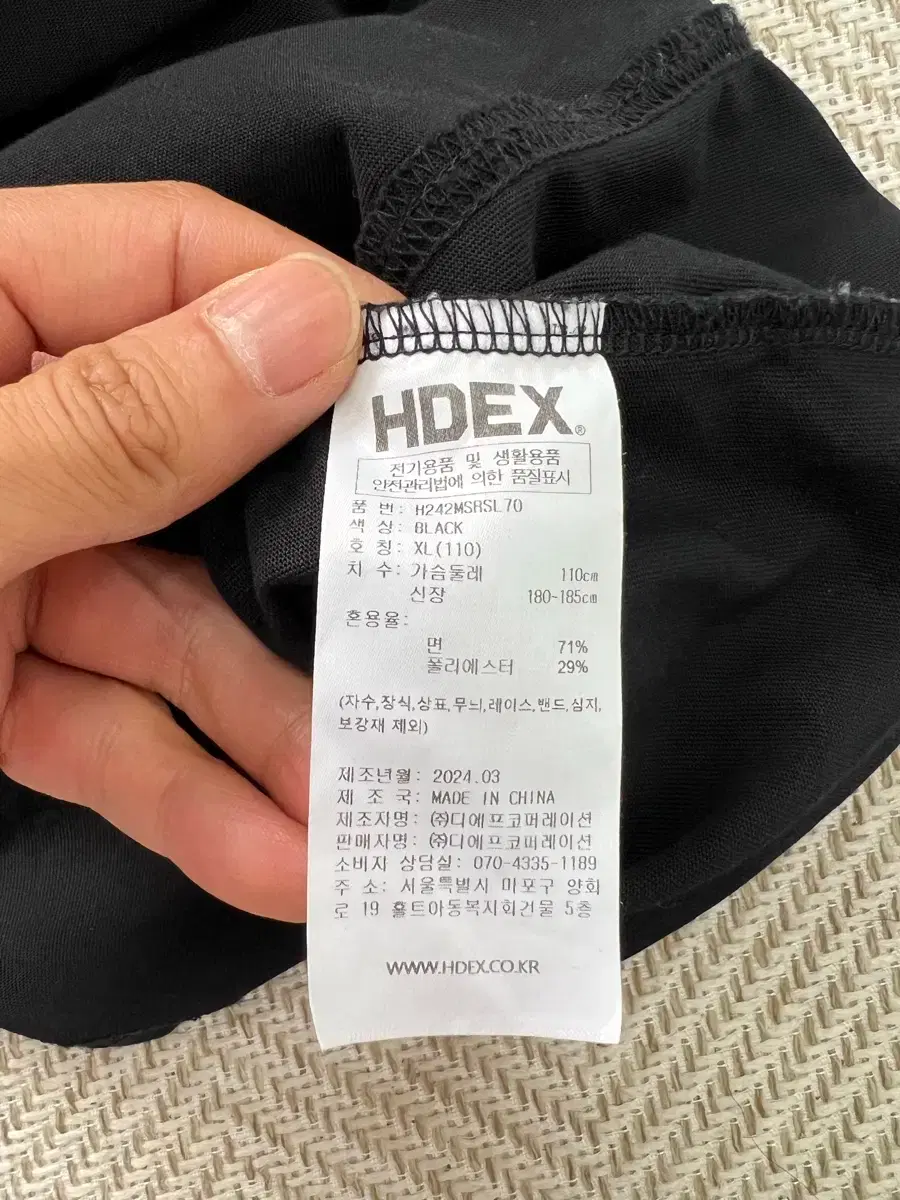 HDEX®
전기용품 및 생활용품
안전관리법에 의한 품질표시
품 번: H242MSRSL70
색 상: BLACK
호 칭: XL(110)
치 수: 가슴둘레 110cm
신장 180~185cm
혼용율:
면 71%
폴리에스터 29%
(자수,장식,상표,무늬,레이스,밴드,심지,
보강재 제외)
제조년월: 2024.03
제 조 국: MADE IN CHINA
제조자명: ㈜디에프코퍼레이션
판매자명: ㈜디에프코퍼레이션
소비자 상담실: 070-4335-1189
주 소: 서울특별시 마포구 양화
로 19 홀트아동복지회건물 5층
WWW.HDEX.CO.KR